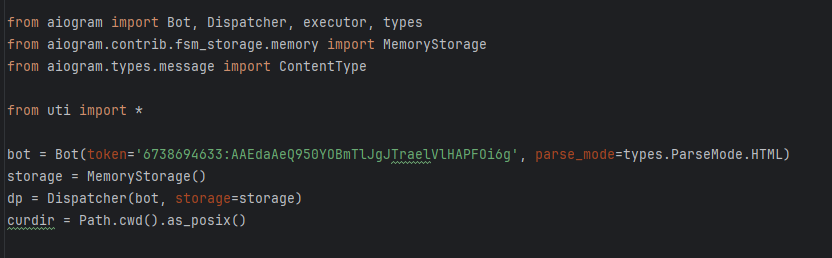 from aiogram import Bot, Dispatcher, executor, types
from aiogram.contrib.fsm_storage.memory import MemoryStorage
from aiogram.types.message import ContentType
from uti import *
bot = Bot(token='6738694633:AAEdaAeQ950YOBmTlJgJTraelVlHAPFOi6g', parse_mode=types.ParseMode.HTML)
storage = MemoryStorage()
dp = Dispatcher(bot, storage=storage)
curdir = Path.cwd().as_posix()